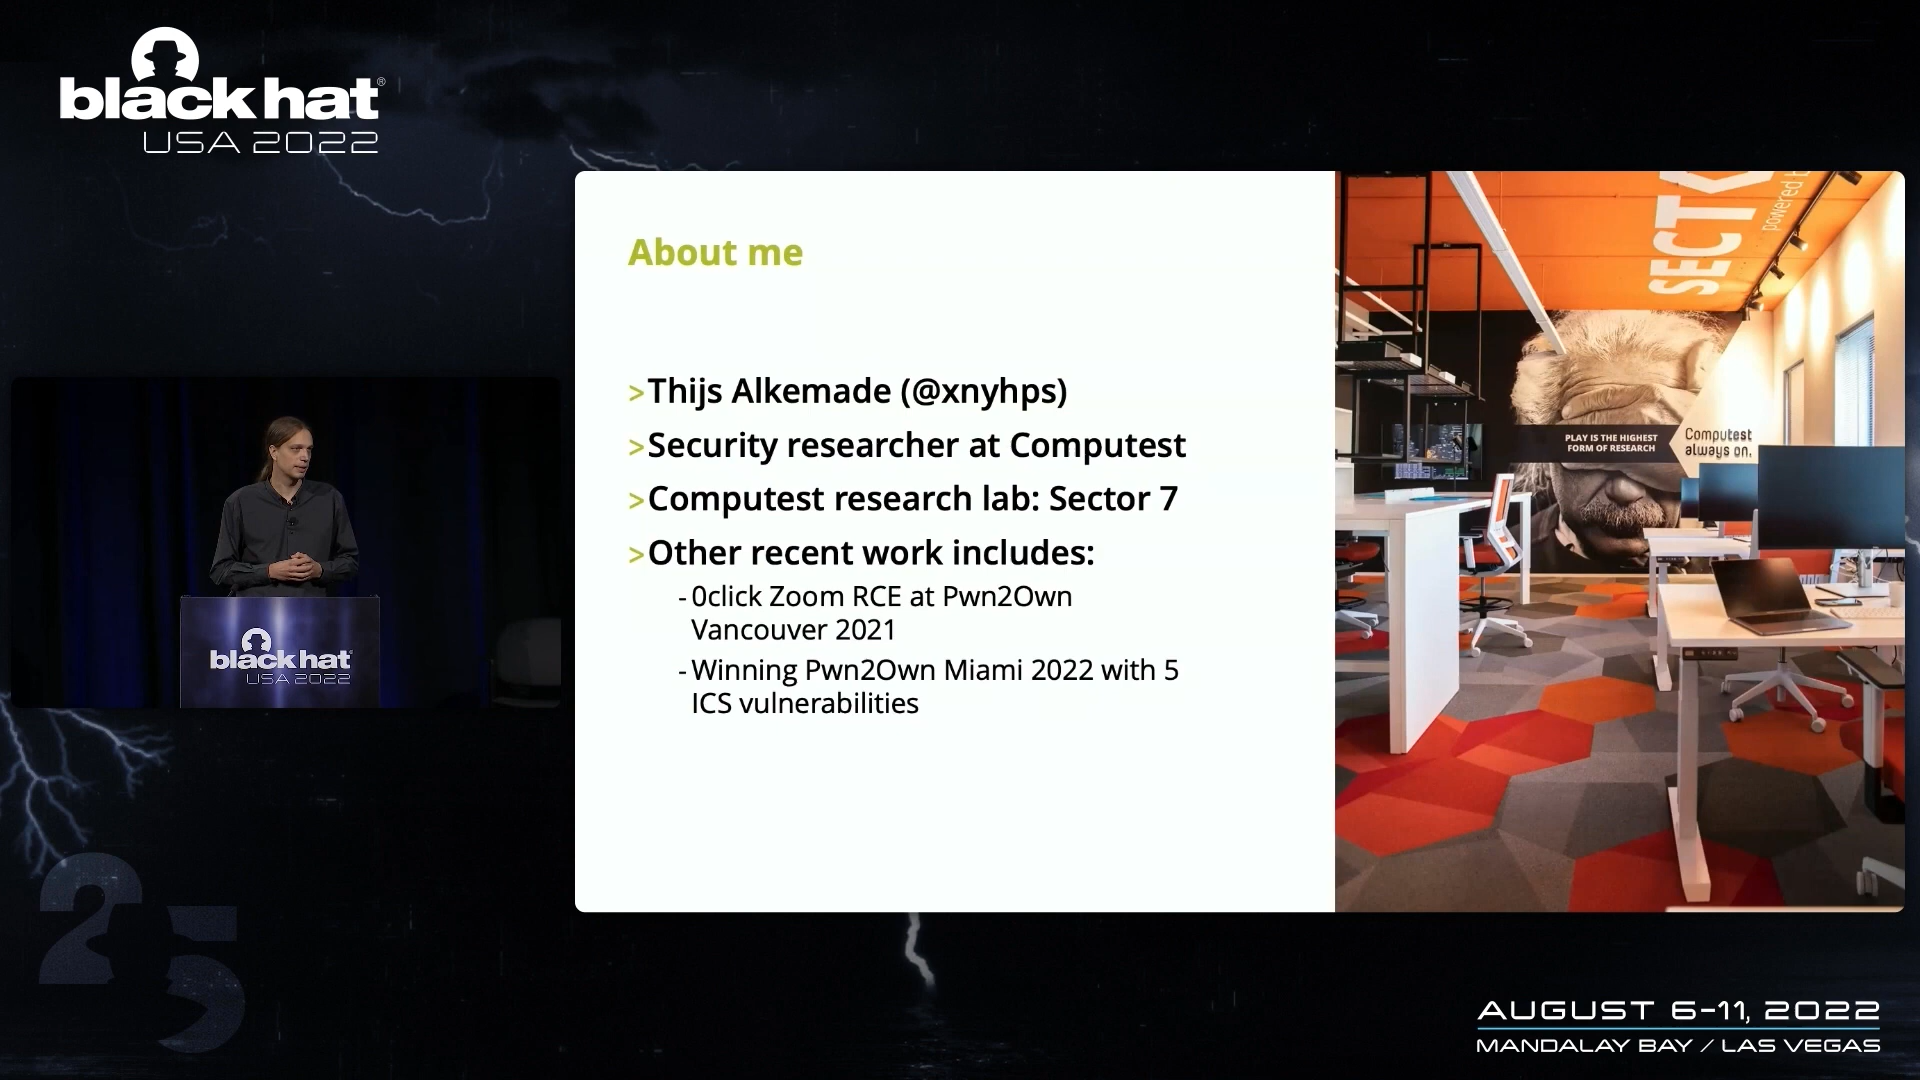 black hat®
USA 2022
About me
>Thijs Alkemade (@xnyhps)
>Security researcher at Computest
>Computest research lab: Sector 7
>Other recent work includes:
-0click Zoom RCE at Pwn2Own
Vancouver 2021
-Winning Pwn2Own Miami 2022 with 5
ICS vulnerabilities
SECT
powered
PLAY IS THE HIGHEST
FORM OF RESEARCH
Computest
always on.
black hat
USA 2022
25
AUGUST 6-11, 2022
MANDALAY BAY / LAS VEGAS